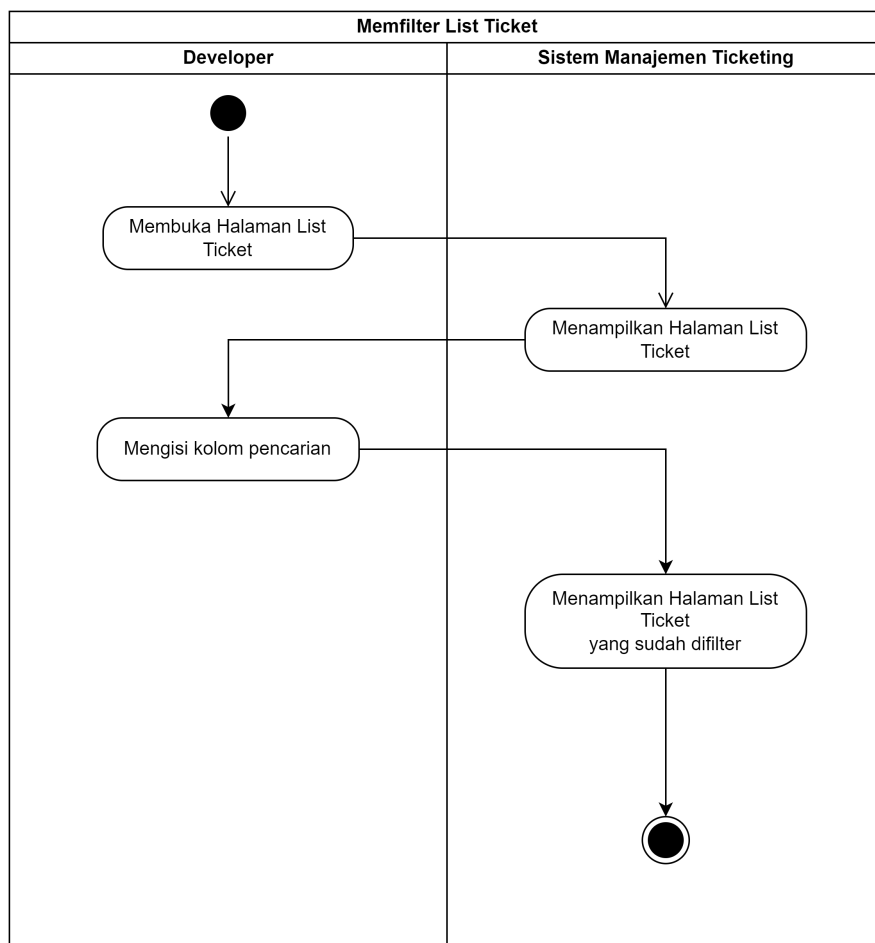 Memfilter List Ticket
Developer
Sistem Manajemen Ticketing
Membuka Halaman List
Ticket
Menampilkan Halaman List
Ticket
Mengisi kolom pencarian
Menampilkan Halaman List
Ticket
yang sudah difilter